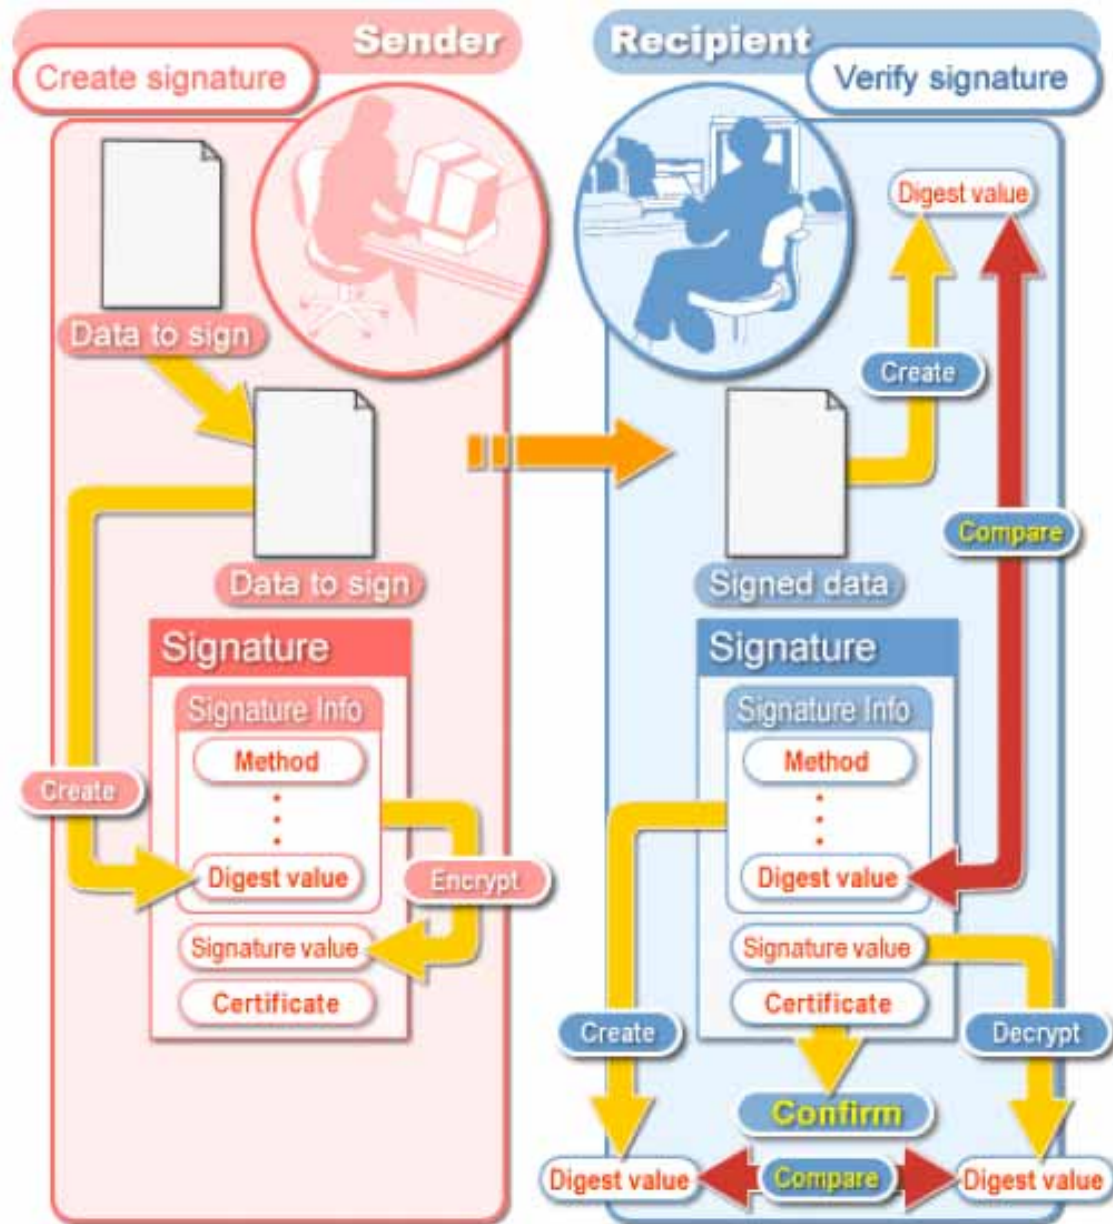 Sender
Create signature
Data to sign
Data to sign
Signature
Signature Info
Method
Create
Digest value
Encrypt
Signature value
Certificate
Recipient
Verify signature
Digest value
Create
Compare
Signed data
Signature
Signature Info
Method
Digest value
Signature value
Certificate
Create
Decrypt
Confirm
Digest value
Compare
Digest value